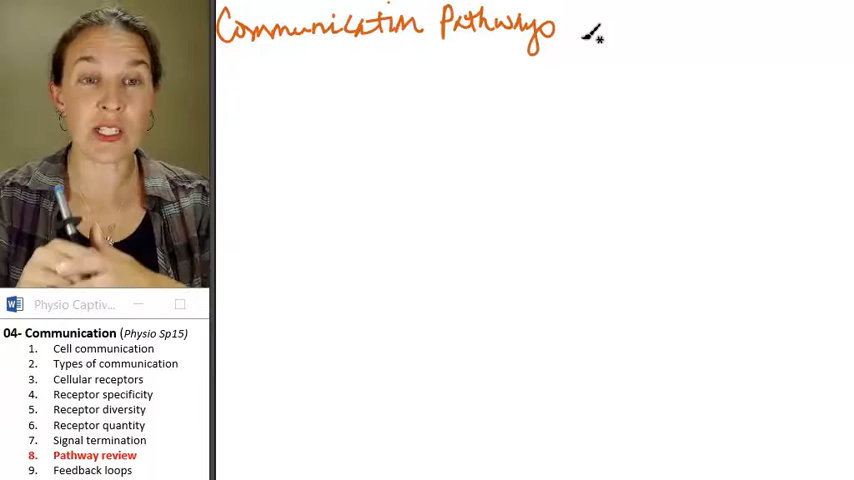 Communication Pathways
Physio Captiv...
04- Communication (Physio Sp15)
1. Cell communication
2. Types of communication
3. Cellular receptors
4. Receptor specificity
5. Receptor diversity
6. Receptor quantity
7. Signal termination
8. Pathway review
9. Feedback loops